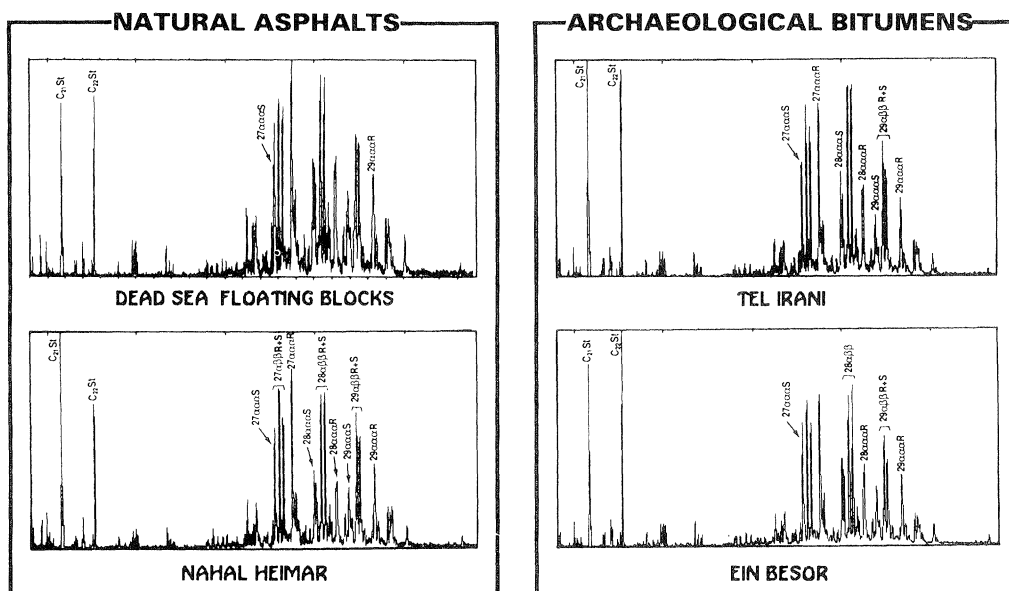 NATURAL ASPHALTS
C₂₁St
C₂₂St
27αααS
29αααR
DEAD SEA FLOATING BLOCKS
C₂₁St
C₂₂St
27αααS
]27αββR+S
27αααR
28αααS
]28αββR+S
28αααR
29αααS
]29αββR+S
29αααR
NAHAL HEIMAR
ARCHAEOLOGICAL BITUMENS
C₂₁St
C₂₂St
27αααS
27αααR
28αααS
28αααR
29αααS
]29αββR+S
29αααR
TEL IRANI
C₂₁St
C₂₂St
27αααS
]28αββ
28αααR
]29αββR+S
29αααR
EIN BESOR